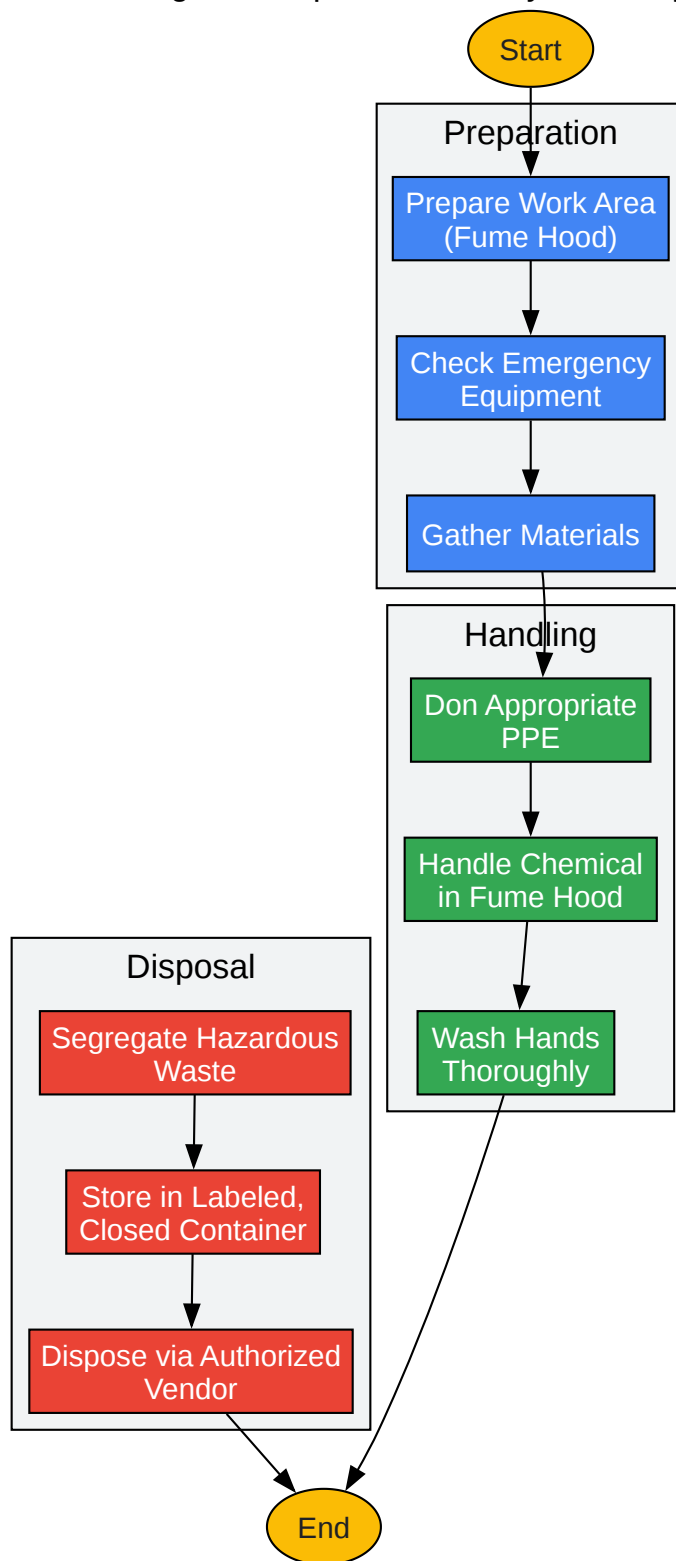 Start
Preparation
Prepare Work Area
(Fume Hood)
Check Emergency
Equipment
Gather Materials
Handling
Don Appropriate
PPE
Handle Chemical
in Fume Hood
Wash Hands
Thoroughly
Disposal
Segregate Hazardous
Waste
Store in Labeled,
Closed Container
Dispose via Authorized
Vendor
End